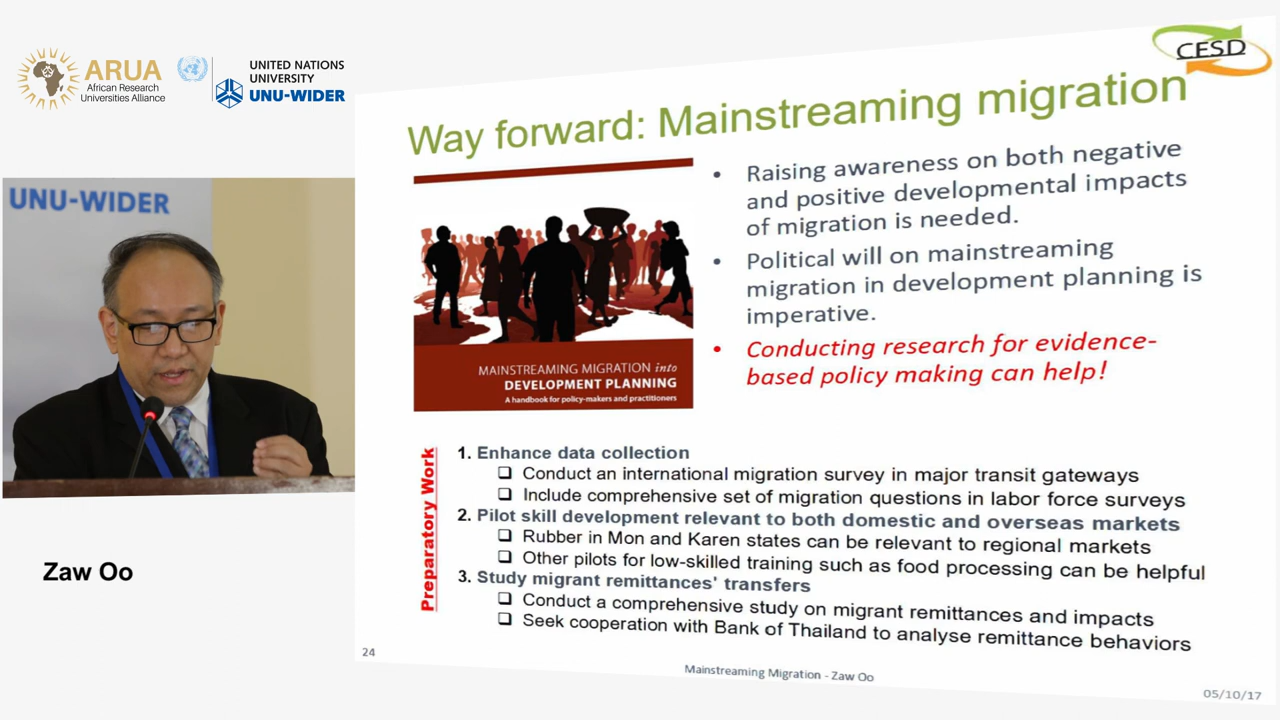 ARUA
African Research
Universities Alliance
UNITED NATIONS
UNIVERSITY
UNU-WIDER
UNU-WIDER
Zaw Oo
CESD
Way forward: Mainstreaming migration
MAINSTREAMING MIGRATION into
DEVELOPMENT PLANNING
A handbook for policy-makers and practitioners
• Raising awareness on both negative
and positive developmental impacts
of migration is needed.
• Political will on mainstreaming
migration in development planning is
imperative.
• Conducting research for evidence-
based policy making can help!
Preparatory Work
1. Enhance data collection
❑ Conduct an international migration survey in major transit gateways
❑ Include comprehensive set of migration questions in labor force surveys
2. Pilot skill development relevant to both domestic and overseas markets
❑ Rubber in Mon and Karen states can be relevant to regional markets
❑ Other pilots for low-skilled training such as food processing can be helpful
3. Study migrant remittances' transfers
❑ Conduct a comprehensive study on migrant remittances and impacts
❑ Seek cooperation with Bank of Thailand to analyse remittance behaviors
24
Mainstreaming Migration - Zaw Oo
05/10/17